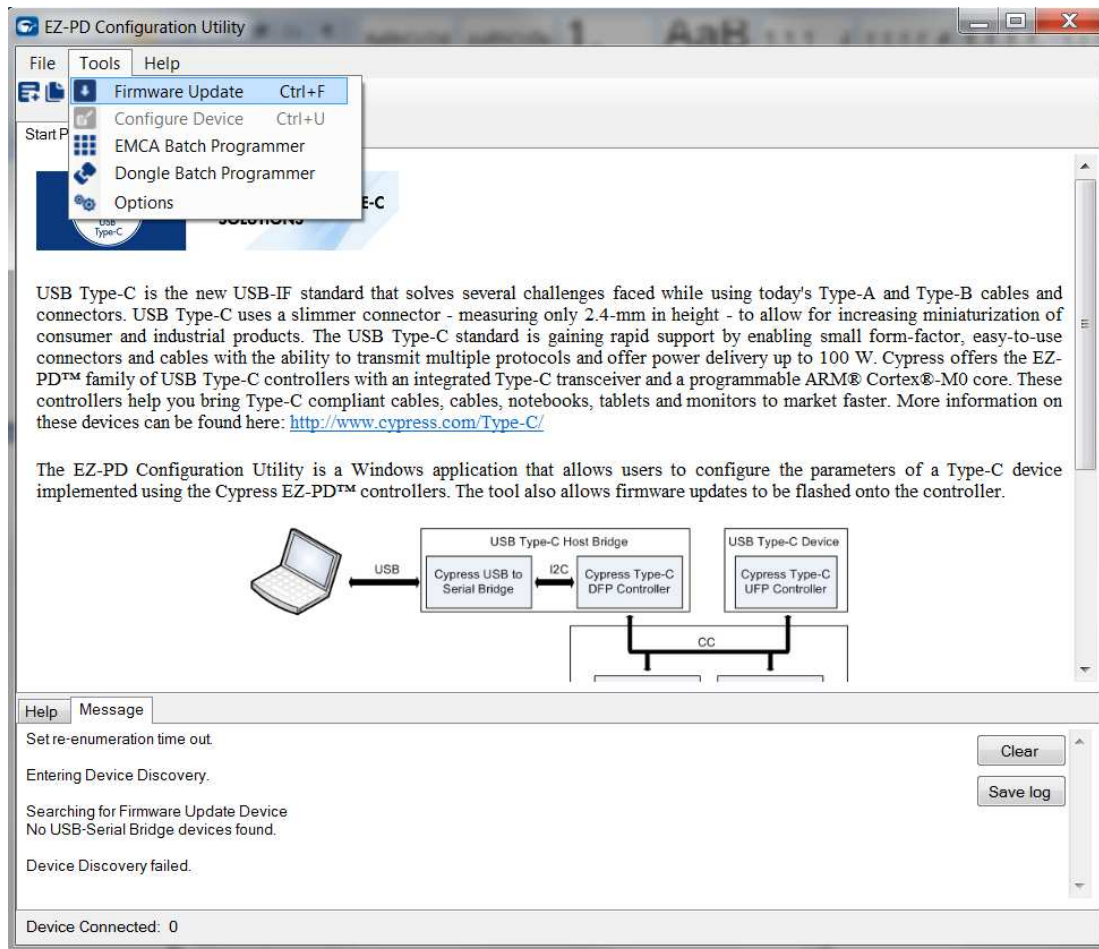 EZ-PD Configuration Utility
File Tools Help
Firmware Update Ctrl+F
Configure Device Ctrl+U
EMCA Batch Programmer
Dongle Batch Programmer
Options
Start P
E-C
USB
Type-C
SOLUTIONS
USB Type-C is the new USB-IF standard that solves several challenges faced while using today's Type-A and Type-B cables and
connectors. USB Type-C uses a slimmer connector - measuring only 2.4-mm in height - to allow for increasing miniaturization of
consumer and industrial products. The USB Type-C standard is gaining rapid support by enabling small form-factor, easy-to-use
connectors and cables with the ability to transmit multiple protocols and offer power delivery up to 100 W. Cypress offers the EZ-
PD™ family of USB Type-C controllers with an integrated Type-C transceiver and a programmable ARM® Cortex®-M0 core. These
controllers help you bring Type-C compliant cables, cables, notebooks, tablets and monitors to market faster. More information on
these devices can be found here: http://www.cypress.com/Type-C/
The EZ-PD Configuration Utility is a Windows application that allows users to configure the parameters of a Type-C device
implemented using the Cypress EZ-PD™ controllers. The tool also allows firmware updates to be flashed onto the controller.
USB Type-C Host Bridge
USB Type-C Device
USB
Cypress USB to
Serial Bridge
I2C
Cypress Type-C
DFP Controller
Cypress Type-C
UFP Controller
CC
Help Message
Set re-enumeration time out.
Entering Device Discovery.
Searching for Firmware Update Device
No USB-Serial Bridge devices found.
Device Discovery failed.
Clear
Save log
Device Connected: 0